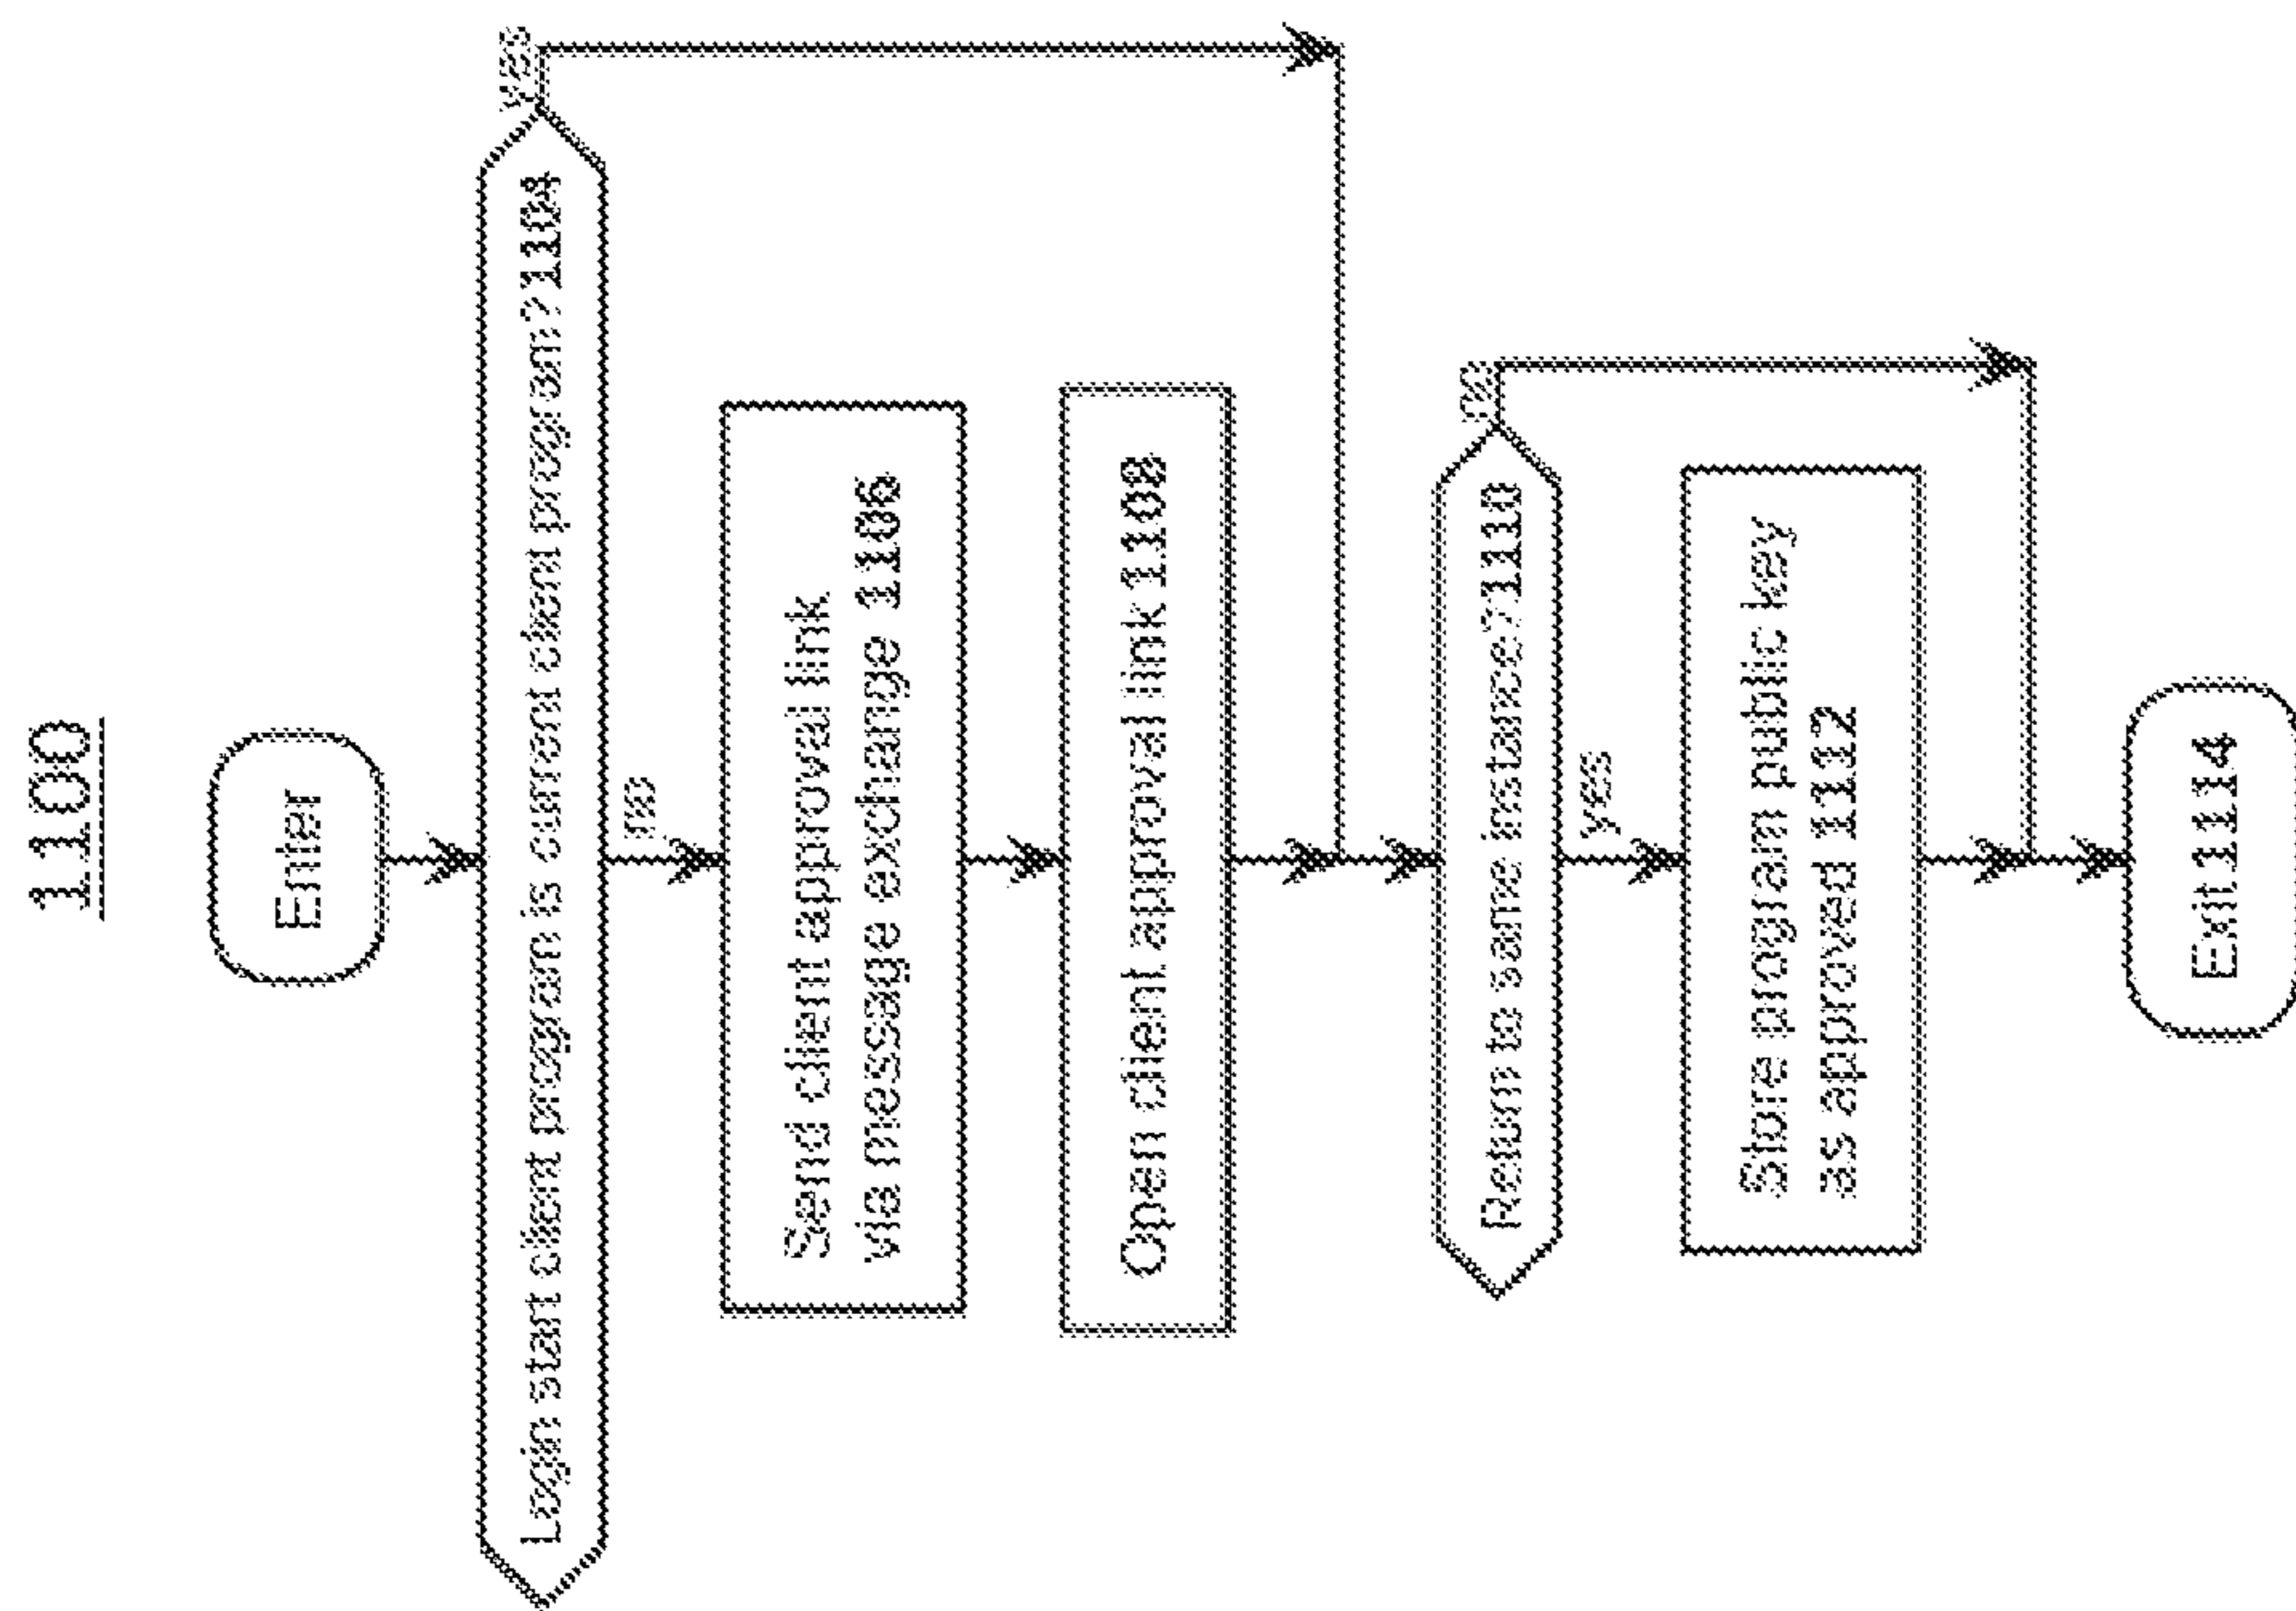 1100
Enter
Login start client program is current client program? 1104
yes
no
Send client approval link
via message exchange 1106
Open client approval link 1108
Return to same instance? 1110
no
yes
Store program public key
as approved 1112
Exit 1114